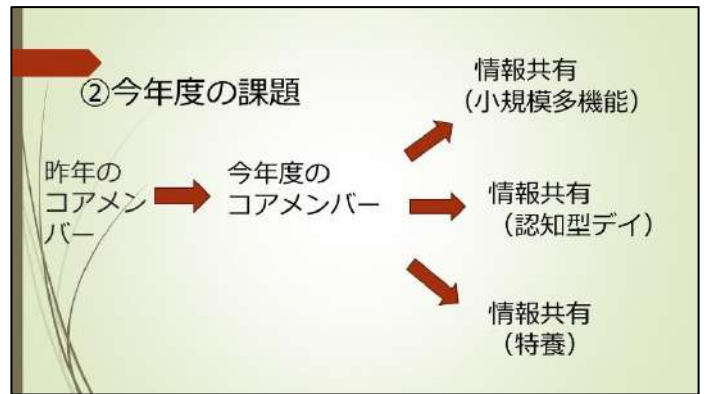 ②今年度の課題
昨年の
コアメン
バー
今年度の
コアメンバー
情報共有
（小規模多機能）
情報共有
（認知型デイ）
情報共有
（特養）